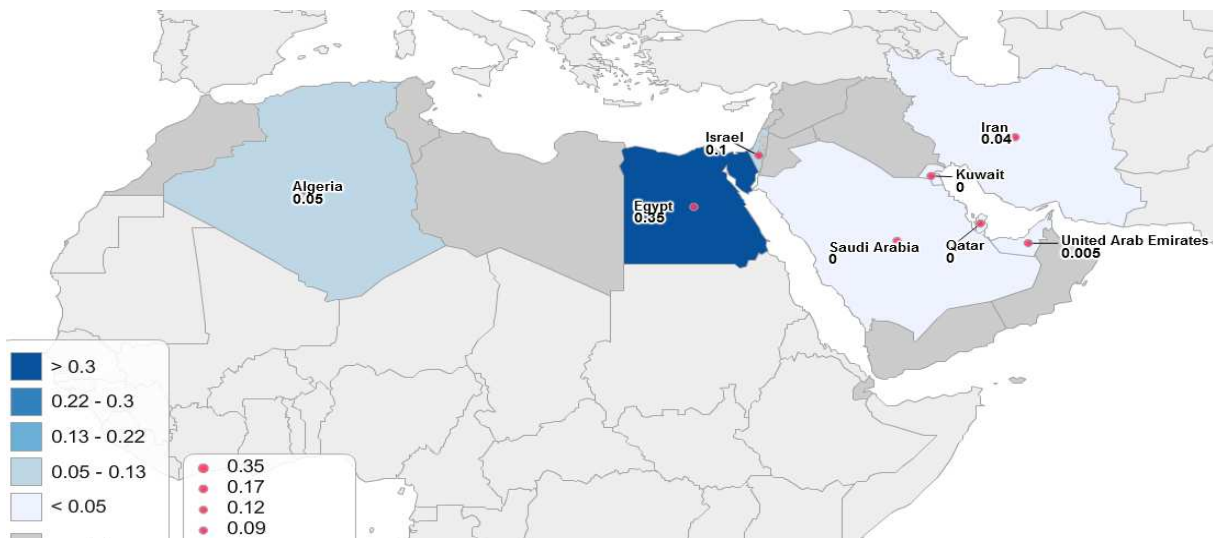 Israel
0.1
Iran
0.04
Kuwait
0
Algeria
0.05
Egypt
0.35
Saudi Arabia
0
Qatar
0
United Arab Emirates
0.005
> 0.3
0.22 - 0.3
0.13 - 0.22
0.05 - 0.13
< 0.05
0.35
0.17
0.12
0.09